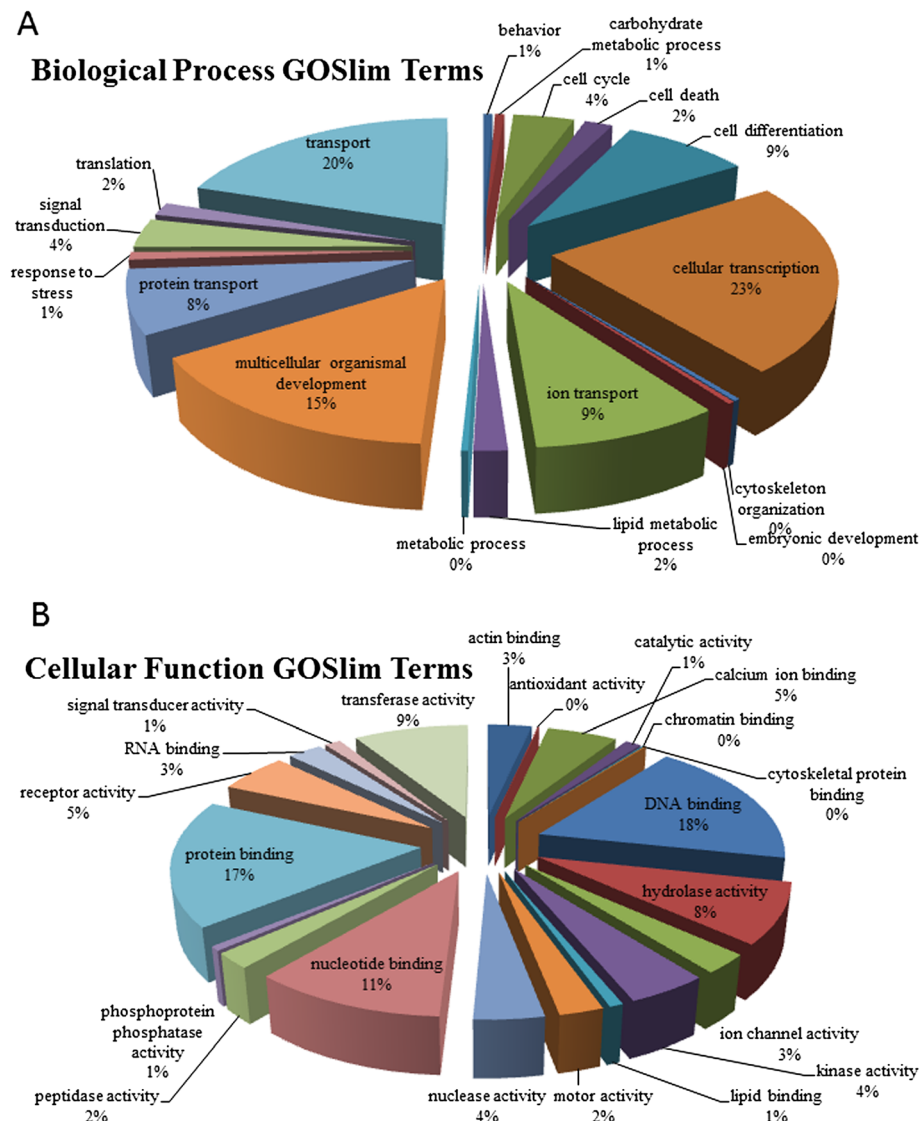 A
Biological Process GOSlim Terms
behavior
1%
carbohydrate
metabolic process
1%
cell cycle
4%
cell death
2%
cell differentiation
9%
cellular transcription
23%
cytoskeleton
organization
0%
embryonic development
0%
ion transport
9%
lipid metabolic
process
2%
metabolic process
0%
multicellular organismal
development
15%
protein transport
8%
response to
stress
1%
signal
transduction
4%
translation
2%
transport
20%
B
Cellular Function GOSlim Terms
actin binding
3%
antioxidant activity
0%
catalytic activity
1%
calcium ion binding
5%
chromatin binding
0%
cytoskeletal protein
binding
0%
DNA binding
18%
hydrolase activity
8%
ion channel activity
3%
kinase activity
4%
lipid binding
1%
motor activity
2%
nuclease activity
4%
nucleotide binding
11%
peptidase activity
2%
phosphoprotein
phosphatase
activity
1%
protein binding
17%
receptor activity
5%
RNA binding
3%
signal transducer activity
1%
transferase activity
9%